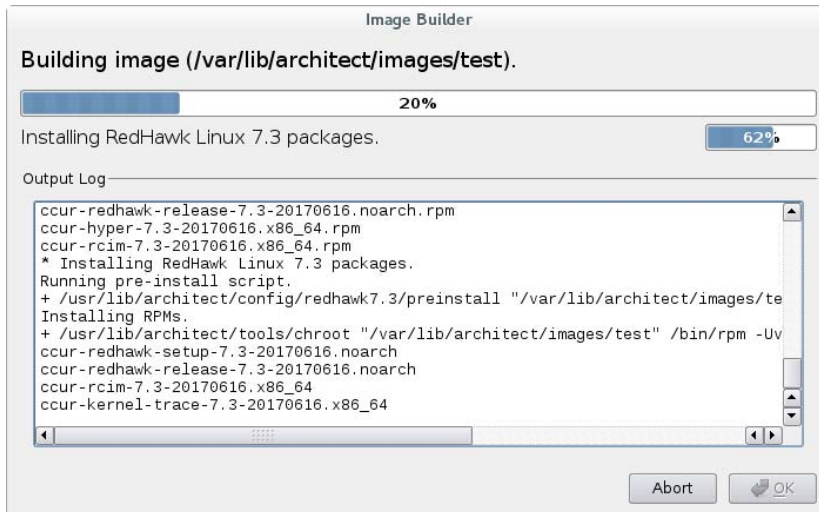 Image Builder
Building image (/var/lib/architect/images/test).
20%
Installing RedHawk Linux 7.3 packages.
62%
Output Log
ccur-redhawk-release-7.3-20170616.noarch.rpm
ccur-hyper-7.3-20170616.x86_64.rpm
ccur-rcim-7.3-20170616.x86_64.rpm
* Installing RedHawk Linux 7.3 packages.
Running pre-install script.
+ /usr/lib/architect/config/redhawk7.3/preinstall "/var/lib/architect/images/te
Installing RPMs.
+ /usr/lib/architect/tools/chroot "/var/lib/architect/images/test" /bin/rpm -Uv
ccur-redhawk-setup-7.3-20170616.noarch
ccur-redhawk-release-7.3-20170616.noarch
ccur-rcim-7.3-20170616.x86_64
ccur-kernel-trace-7.3-20170616.x86_64
Abort
OK